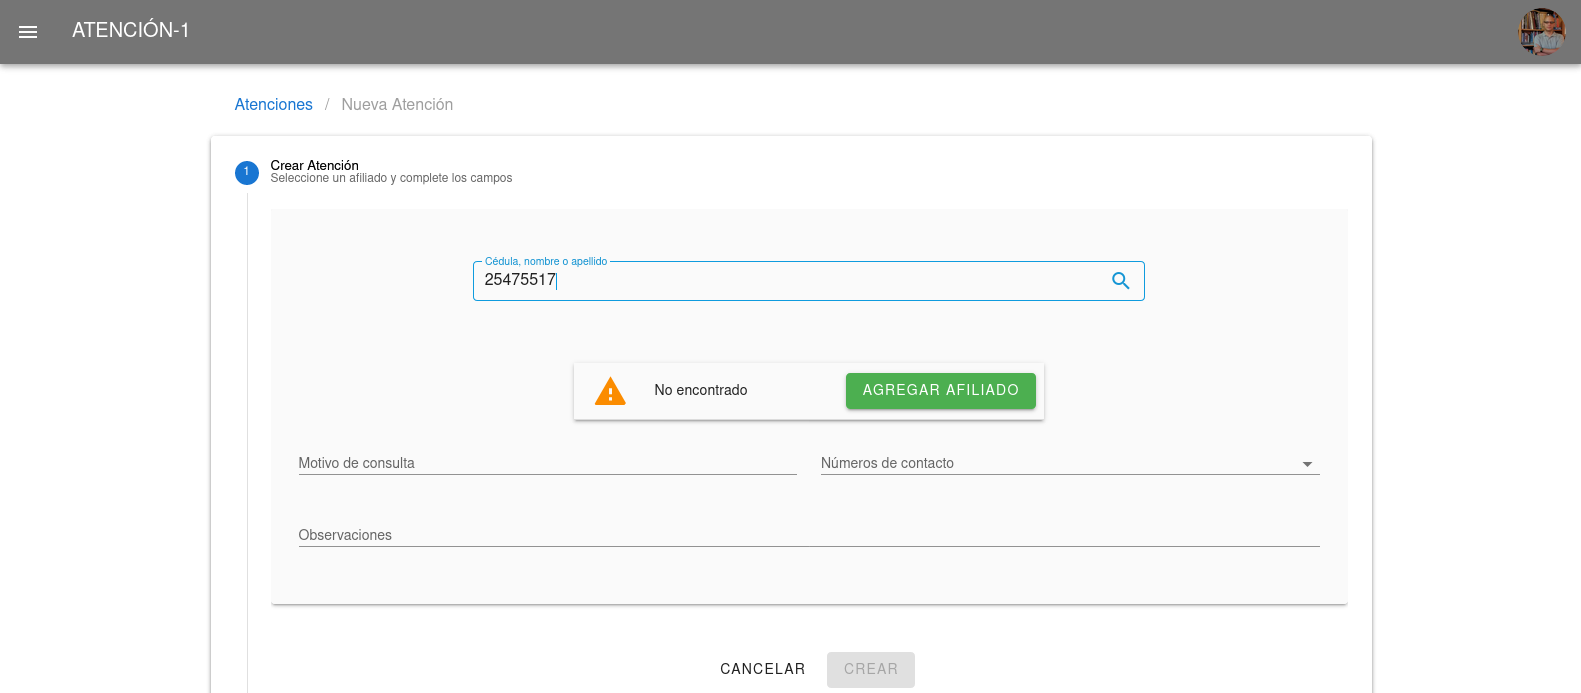 ATENCIÓN-1
Atenciones / Nueva Atención
1
Crear Atención
Seleccione un afiliado y complete los campos
Cédula, nombre o apellido
25475517
No encontrado
AGREGAR AFILIADO
Motivo de consulta
Números de contacto
Observaciones
CANCELAR
CREAR